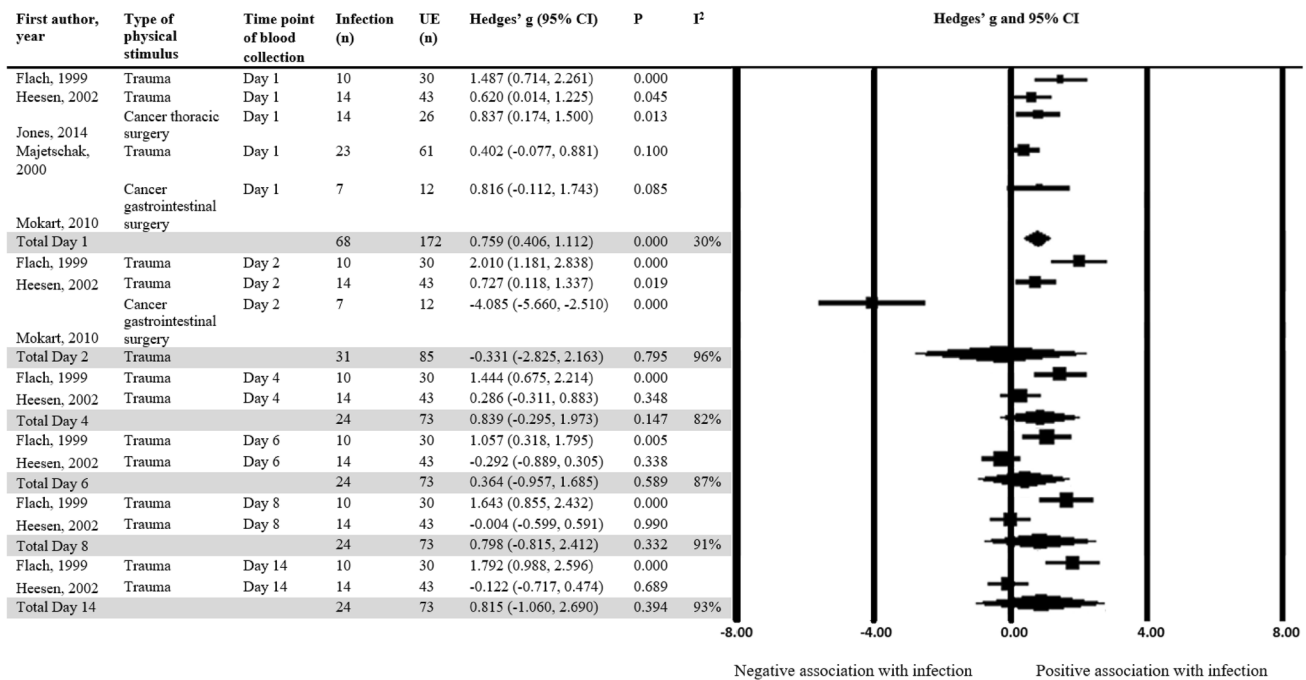 First author, year Type of physical stimulus Time point of blood collection Infection (n) UE (n) Hedges' g (95% CI) P I² Hedges' g and 95% CI
Flach, 1999 Trauma Day 1 10 30 1.487 (0.714, 2.261) 0.000
Heesen, 2002 Trauma Day 1 14 43 0.620 (0.014, 1.225) 0.045
Jones, 2014 Cancer thoracic surgery Day 1 14 26 0.837 (0.174, 1.500) 0.013
Majetschak, 2000 Trauma Day 1 23 61 0.402 (-0.077, 0.881) 0.100
Mokart, 2010 Cancer gastrointestinal surgery Day 1 7 12 0.816 (-0.112, 1.743) 0.085
Total Day 1 68 172 0.759 (0.406, 1.112) 0.000 30%
Flach, 1999 Trauma Day 2 10 30 2.010 (1.181, 2.838) 0.000
Heesen, 2002 Trauma Day 2 14 43 0.727 (0.118, 1.337) 0.019
Mokart, 2010 Cancer gastrointestinal surgery Day 2 7 12 -4.085 (-5.660, -2.510) 0.000
Total Day 2 Trauma 31 85 -0.331 (-2.825, 2.163) 0.795 96%
Flach, 1999 Trauma Day 4 10 30 1.444 (0.675, 2.214) 0.000
Heesen, 2002 Trauma Day 4 14 43 0.286 (-0.311, 0.883) 0.348
Total Day 4 24 73 0.839 (-0.295, 1.973) 0.147 82%
Flach, 1999 Trauma Day 6 10 30 1.057 (0.318, 1.795) 0.005
Heesen, 2002 Trauma Day 6 14 43 -0.292 (-0.889, 0.305) 0.338
Total Day 6 24 73 0.364 (-0.957, 1.685) 0.589 87%
Flach, 1999 Trauma Day 8 10 30 1.643 (0.855, 2.432) 0.000
Heesen, 2002 Trauma Day 8 14 43 -0.004 (-0.599, 0.591) 0.990
Total Day 8 24 73 0.798 (-0.815, 2.412) 0.332 91%
Flach, 1999 Trauma Day 14 10 30 1.792 (0.988, 2.596) 0.000
Heesen, 2002 Trauma Day 14 14 43 -0.122 (-0.717, 0.474) 0.689
Total Day 14 24 73 0.815 (-1.060, 2.690) 0.394 93%
-8.00 -4.00 0.00 4.00 8.00
Negative association with infection Positive association with infection